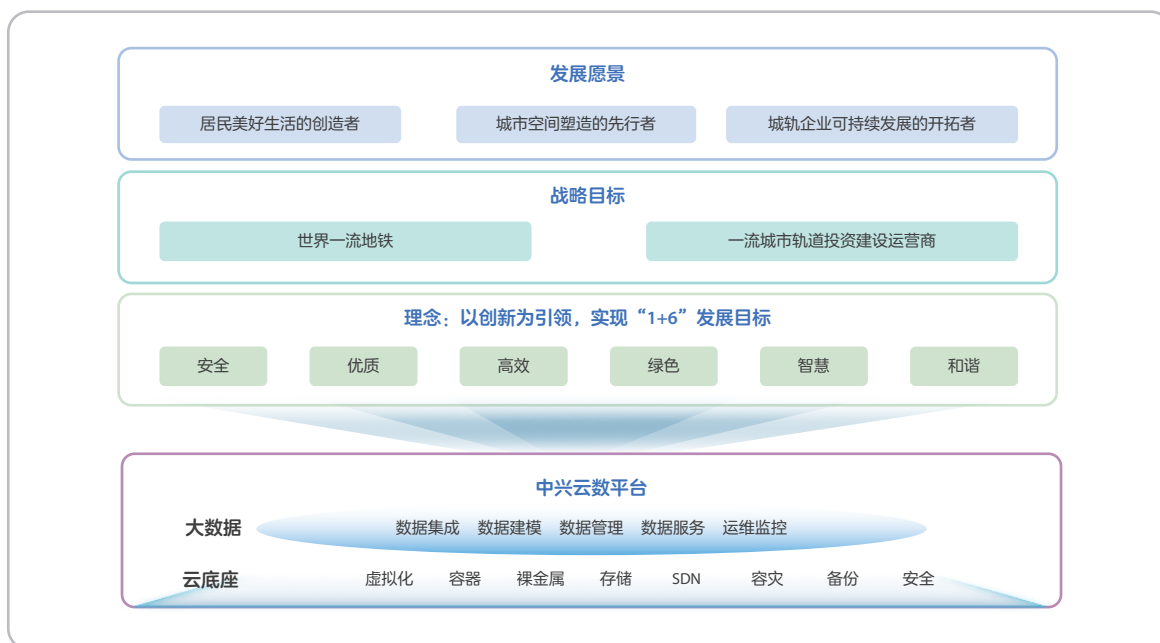 发展愿景
居民美好生活的创造者 城市空间塑造的先行者 城轨企业可持续发展的开拓者
战略目标
世界一流地铁 一流城市轨道投资建设运营商
理念：以创新为引领，实现“1+6”发展目标
安全 优质 高效 绿色 智慧 和谐
中兴云数平台
大数据 数据集成 数据建模 数据管理 数据服务 运维监控
云底座 虚拟化 容器 裸金属 存储 SDN 容灾 备份 安全